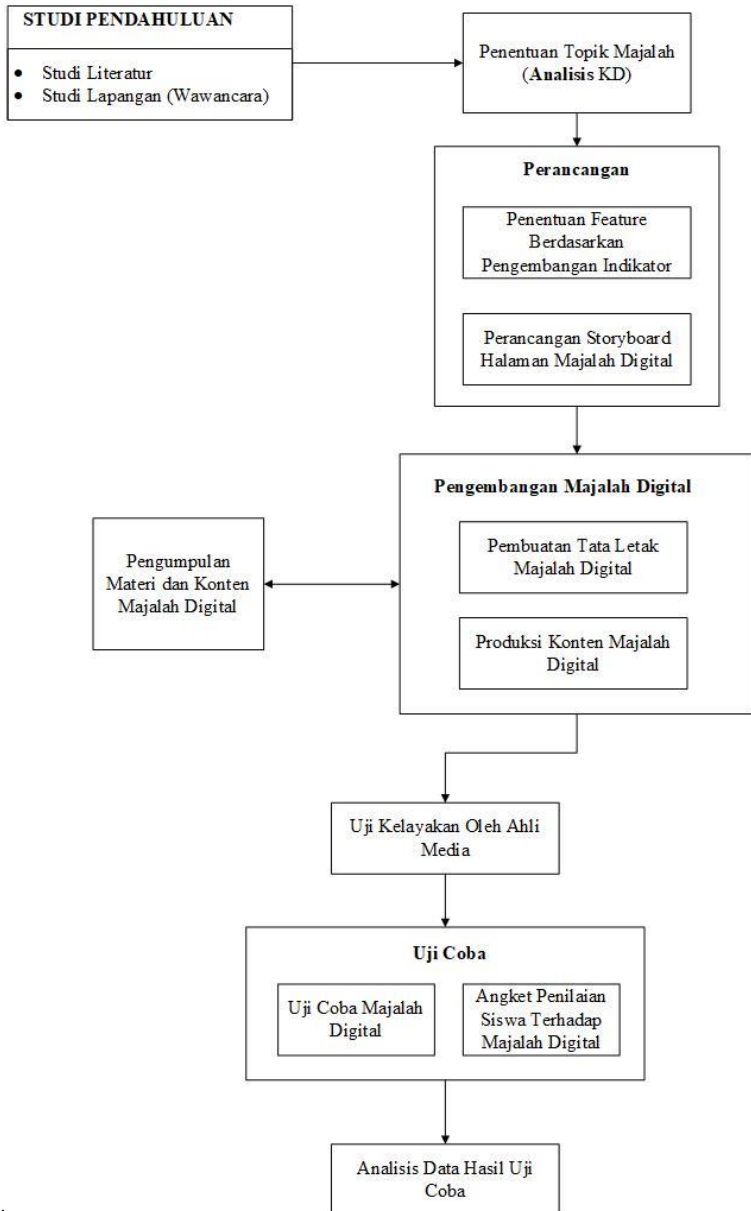 STUDI PENDAHULUAN
• Studi Literatur
• Studi Lapangan (Wawancara)
Penentuan Topik Majalah
(Analisis KD)
Perancangan
Penentuan Feature
Berdasarkan
Pengembangan Indikator
Perancangan Storyboard
Halaman Majalah Digital
Pengembangan Majalah Digital
Pembuatan Tata Letak
Majalah Digital
Produksi Konten Majalah
Digital
Pengumpulan
Materi dan Konten
Majalah Digital
Uji Kelayakan Oleh Ahli
Media
Uji Coba
Uji Coba Majalah
Digital
Angket Penilaian
Siswa Terhadap
Majalah Digital
Analisis Data Hasil Uji
Coba
.